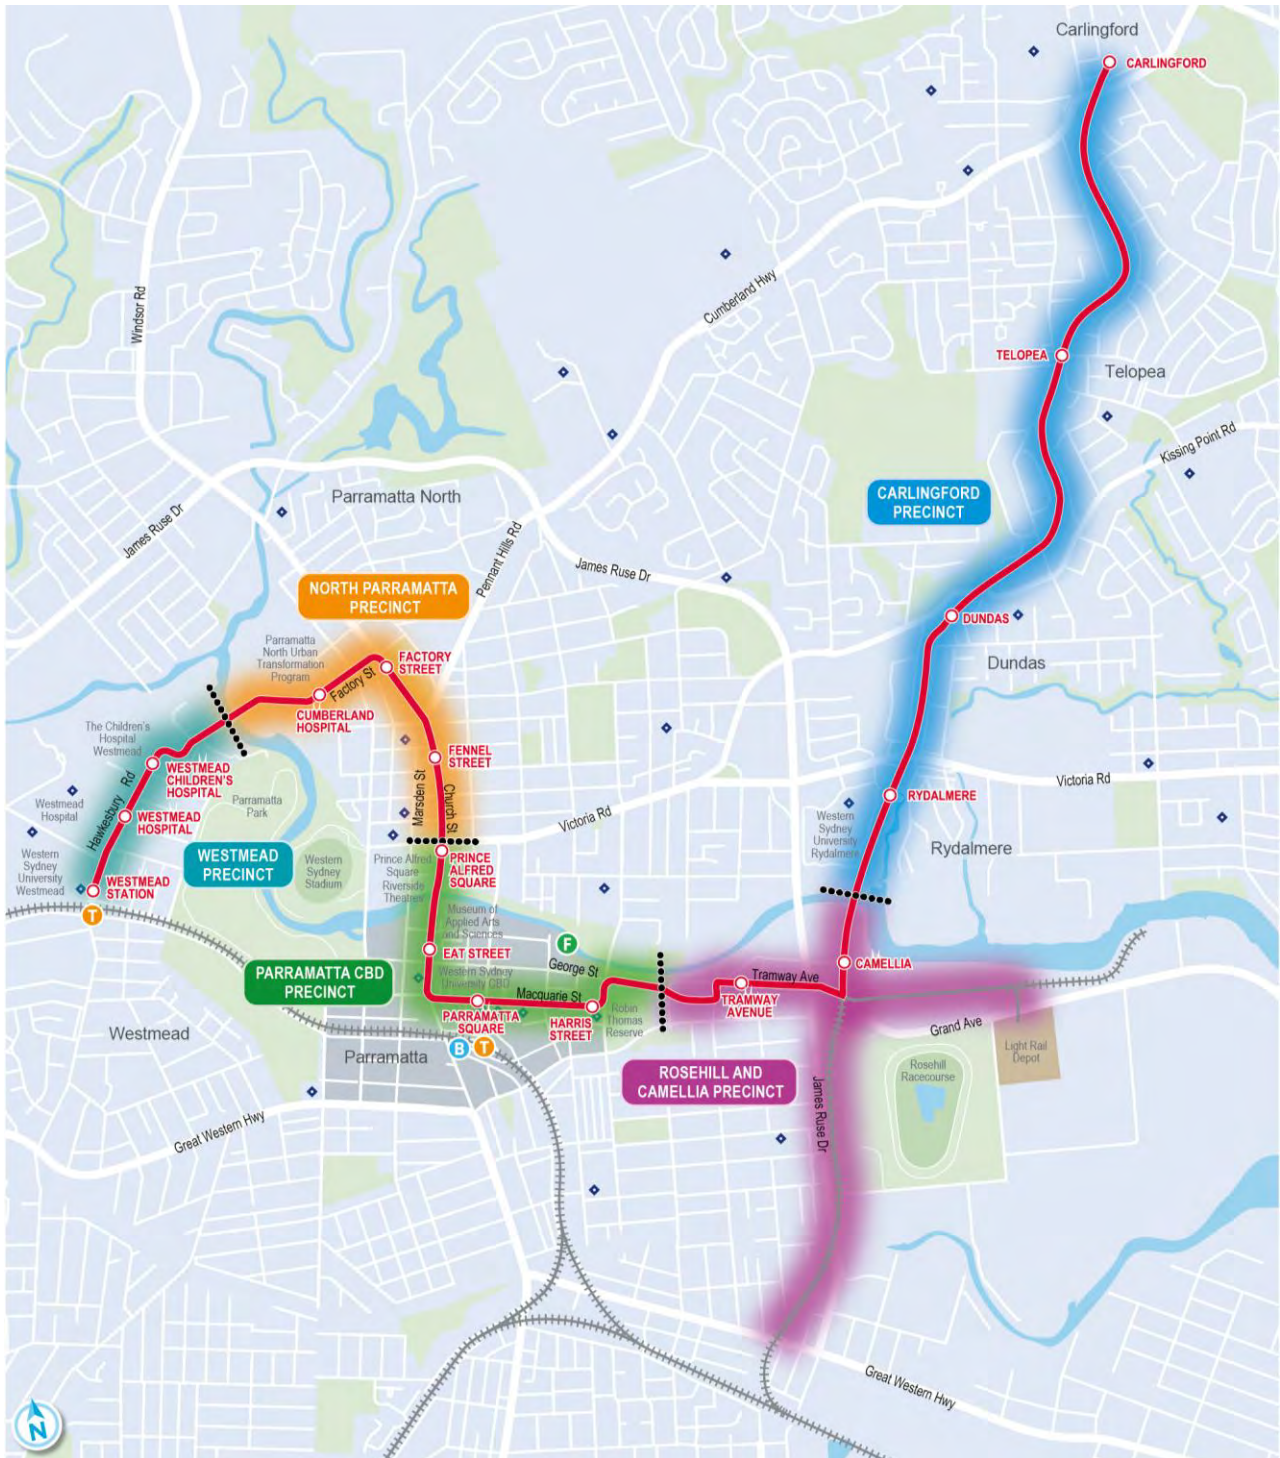 Carlingford
CARLINGFORD
Windsor Rd
Cumberland Hwy
TELOPEA
Telopea
Kissing Point Rd
CARLINGFORD
PRECINCT
Parramatta North
James Ruse Dr
Pennant Hills Rd
James Ruse Dr
NORTH PARRAMATTA
PRECINCT
DUNDAS
Dundas
Parramatta
North Urban
Transformation
Program
FACTORY
STREET
Factory St
CUMBERLAND
HOSPITAL
The Children's
Hospital
Westmead
WESTMEAD
CHILDREN'S
HOSPITAL
FENNEL
STREET
Marsden St
Church St
Victoria Rd
Victoria Rd
RYDALMERE
Rydalmere
Western
Sydney
University
Rydalmere
Hawkesbury Rd
Westmead
Hospital
WESTMEAD
HOSPITAL
Parramatta
Park
WESTMEAD
PRECINCT
Western
Sydney
University
Westmead
WESTMEAD
STATION
T
Western
Sydney
Stadium
Prince Alfred
Square
Riverside
Theatres
PRINCE
ALFRED
SQUARE
Museum of
Applied Arts
and Sciences
EAT STREET
F
George St
Western Sydney
University CBD
PARRAMATTA CBD
PRECINCT
Macquarie St
PARRAMATTA
SQUARE
HARRIS
STREET
Robin
Thomas
Reserve
Tramway Ave
TRAMWAY
AVENUE
CAMELLIA
Grand Ave
Light Rail
Depot
Rosehill
Racecourse
Westmead
Parramatta
B
T
ROSEHILL AND
CAMELLIA PRECINCT
James Ruse Dr
Great Western Hwy
Great Western Hwy
N